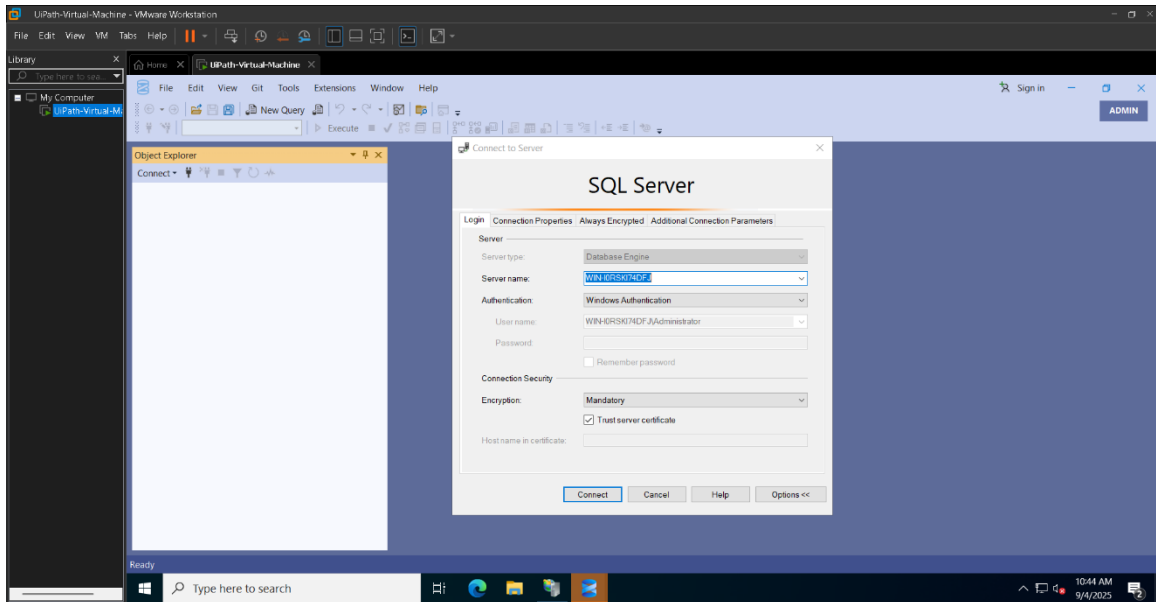 UiPath-Virtual-Machine - VMware Workstation
File Edit View VM Tabs Help
Library X
Type here to sea...
My Computer
UiPath-Virtual-Ma
Home UiPath-Virtual-Machine
File Edit View Git Tools Extensions Window Help
Sign in
New Query
ADMIN
Execute
Object Explorer
Connect
Connect to Server
SQL Server
Login Connection Properties Always Encrypted Additional Connection Parameters
Server
Server type: Database Engine
Server name: WIN-I0RSKI74DFJ
Authentication: Windows Authentication
User name: WIN-I0RSKI74DFJ\Administrator
Password:
Remember password
Connection Security
Encryption: Mandatory
Trust server certificate
Host name in certificate:
Connect Cancel Help Options <<
Ready
Type here to search
10:44 AM
9/4/2025
2